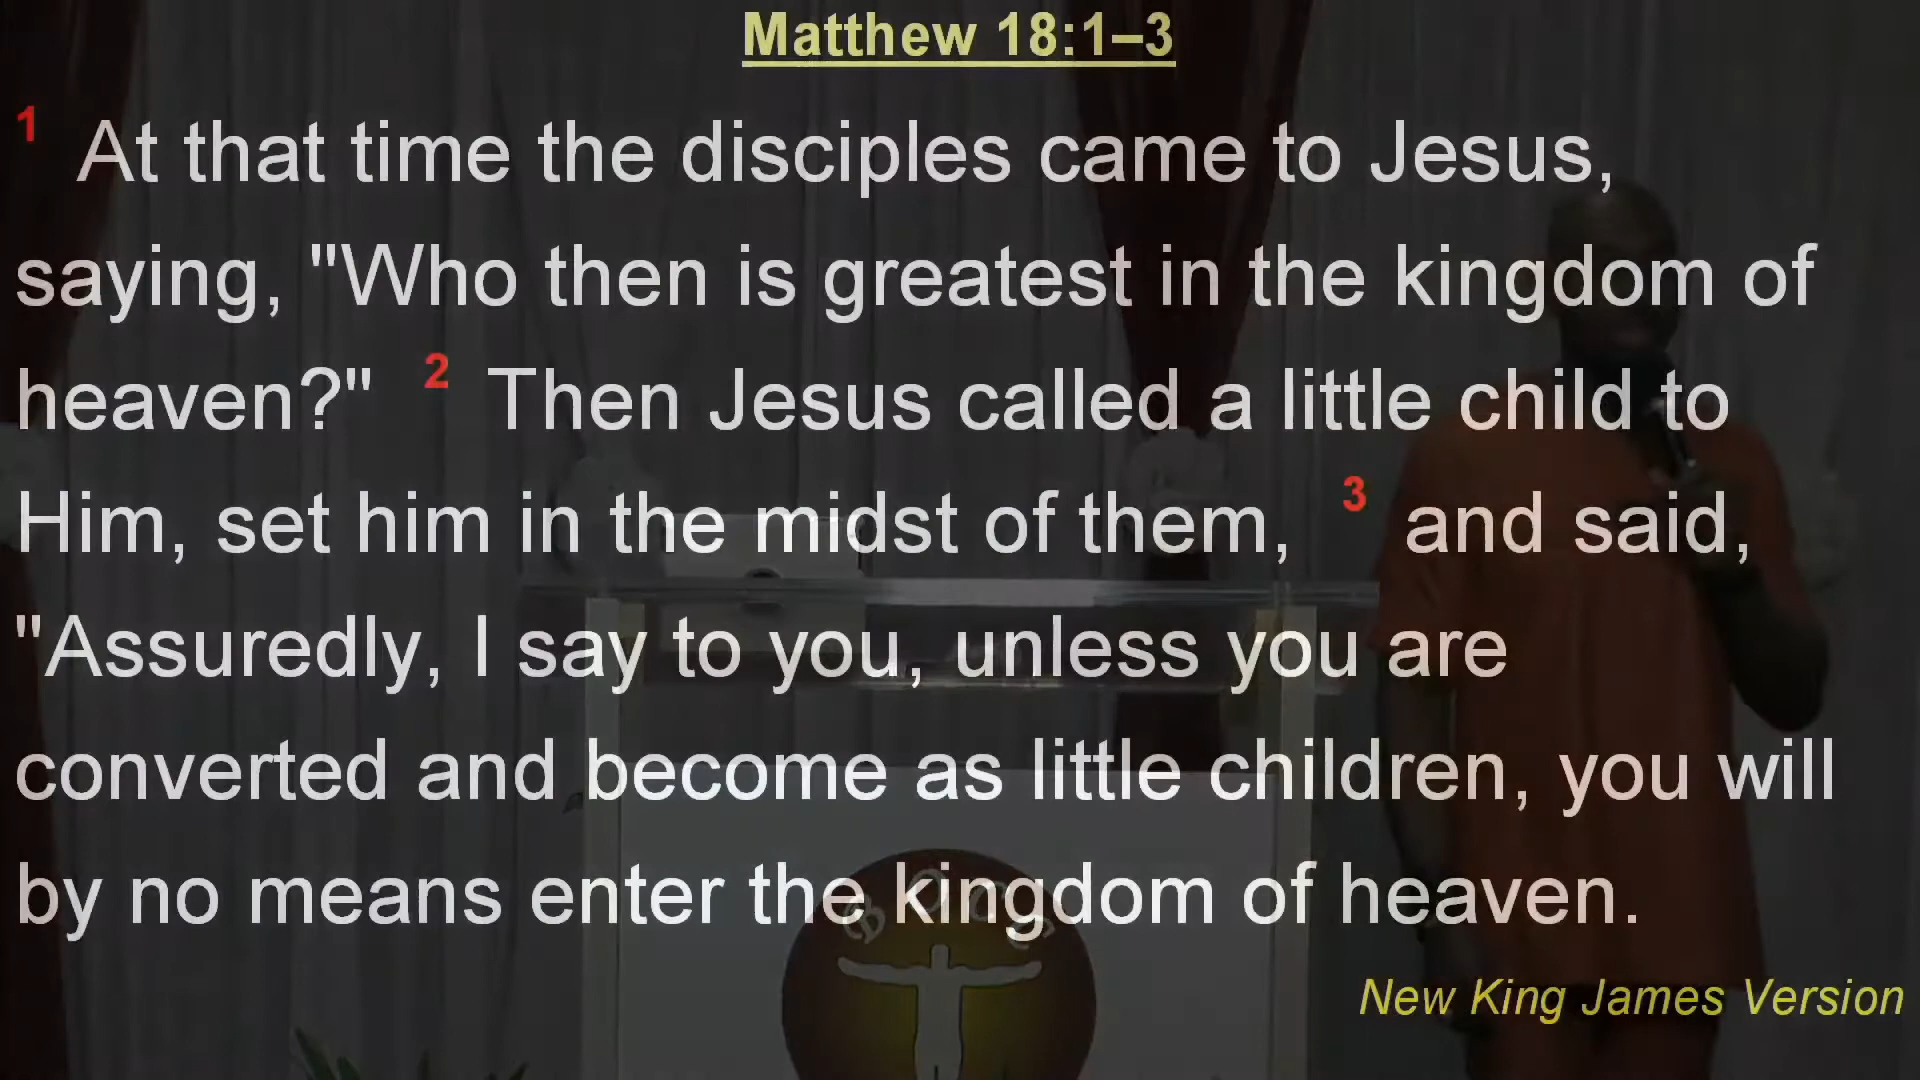 Matthew 18:1–3
1 At that time the disciples came to Jesus,
saying, "Who then is greatest in the kingdom of
heaven?" 2 Then Jesus called a little child to
Him, set him in the midst of them, 3 and said,
"Assuredly, I say to you, unless you are
converted and become as little children, you will
by no means enter the kingdom of heaven.
New King James Version